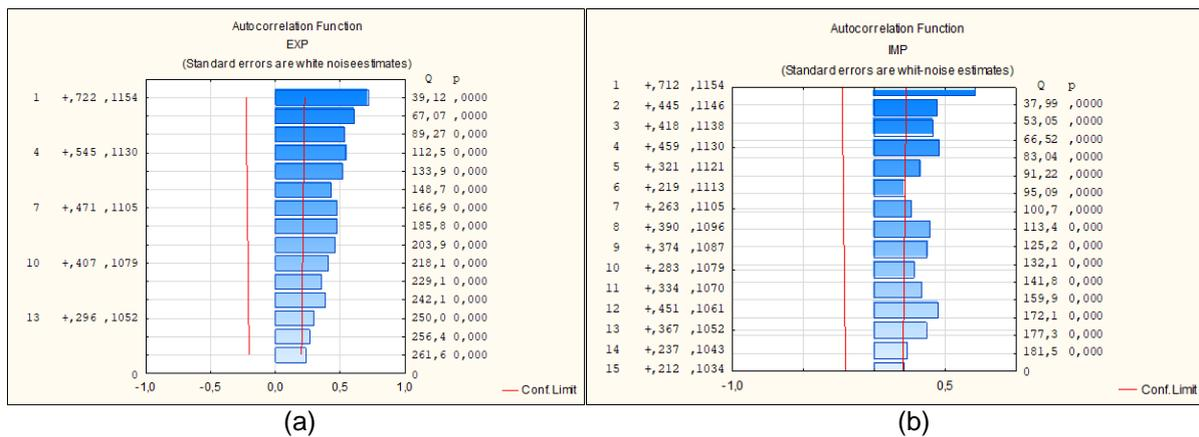 Autocorrelation Function
EXP
(Standard errors are white noiseestimates)
-1,0 -0,5 0,0 0,5 1,0
Q p
1 +,722 ,1154 39,12 ,0000
67,07 ,0000
89,27 0,000
4 +,545 ,1130 112,5 0,000
133,9 0,000
148,7 0,000
7 +,471 ,1105 166,9 0,000
185,8 0,000
203,9 0,000
10 +,407 ,1079 218,1 0,000
229,1 0,000
242,1 0,000
13 +,296 ,1052 250,0 0,000
256,4 0,000
261,6 0,000
0 0
-1,0 -0,5 0,0 0,5 1,0
Conf.Limit
(a)
Autocorrelation Function
IMP
(Standard errors are whit-noise estimates)
Q p
1 +,712 ,1154 37,99 ,0000
2 +,445 ,1146 53,05 ,0000
3 +,418 ,1138 66,52 ,0000
4 +,459 ,1130 83,04 ,0000
5 +,321 ,1121 91,22 ,0000
6 +,219 ,1113 95,09 ,0000
7 +,263 ,1105 100,7 ,0000
8 +,390 ,1096 113,4 0,000
9 +,374 ,1087 125,2 0,000
10 +,283 ,1079 132,1 0,000
11 +,334 ,1070 141,8 0,000
12 +,451 ,1061 159,9 0,000
13 +,367 ,1052 172,1 0,000
14 +,237 ,1043 177,3 0,000
15 +,212 ,1034 181,5 0,000
0
-1,0 0,5
Conf.Limit
(b)